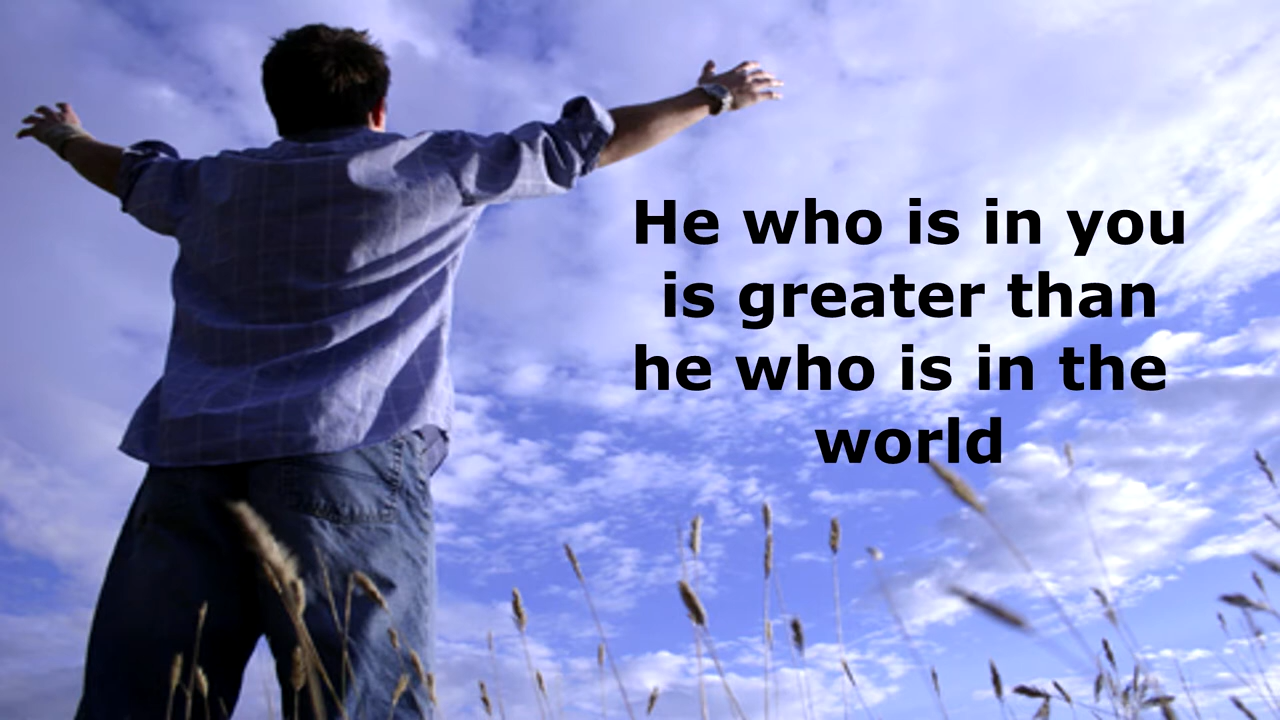 He who is in you
is greater than
he who is in the
world